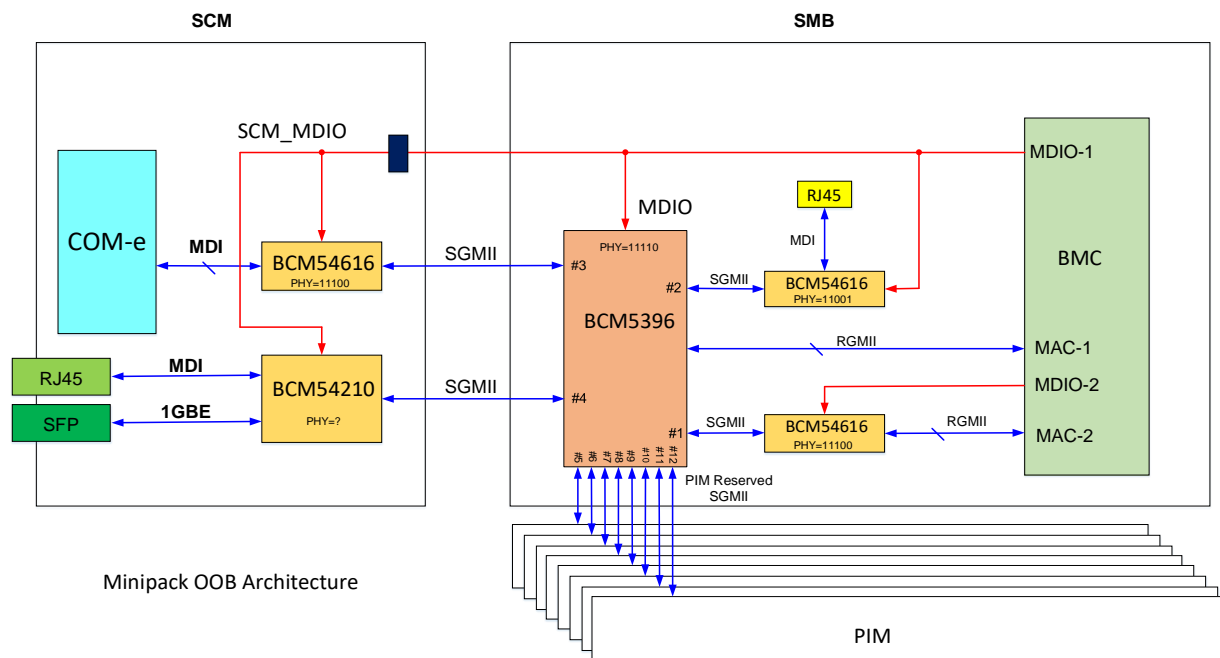 SCM
SMB
SCM_MDIO
MDIO-1
RJ45
MDIO
COM-e
MDI
BCM54616
PHY=11100
SGMII
PHY=11110
#3
#2
BCM5396
MDI
SGMII
BCM54616
PHY=11001
BMC
RGMII
MAC-1
RJ45
MDI
SFP
1GBE
BCM54210
PHY=?
SGMII
#4
#1
MDIO-2
SGMII
BCM54616
PHY=11100
RGMII
MAC-2
#5
#6
#7
#8
#9
#10
#11
#12
PIM Reserved
SGMII
Minipack OOB Architecture
PIM